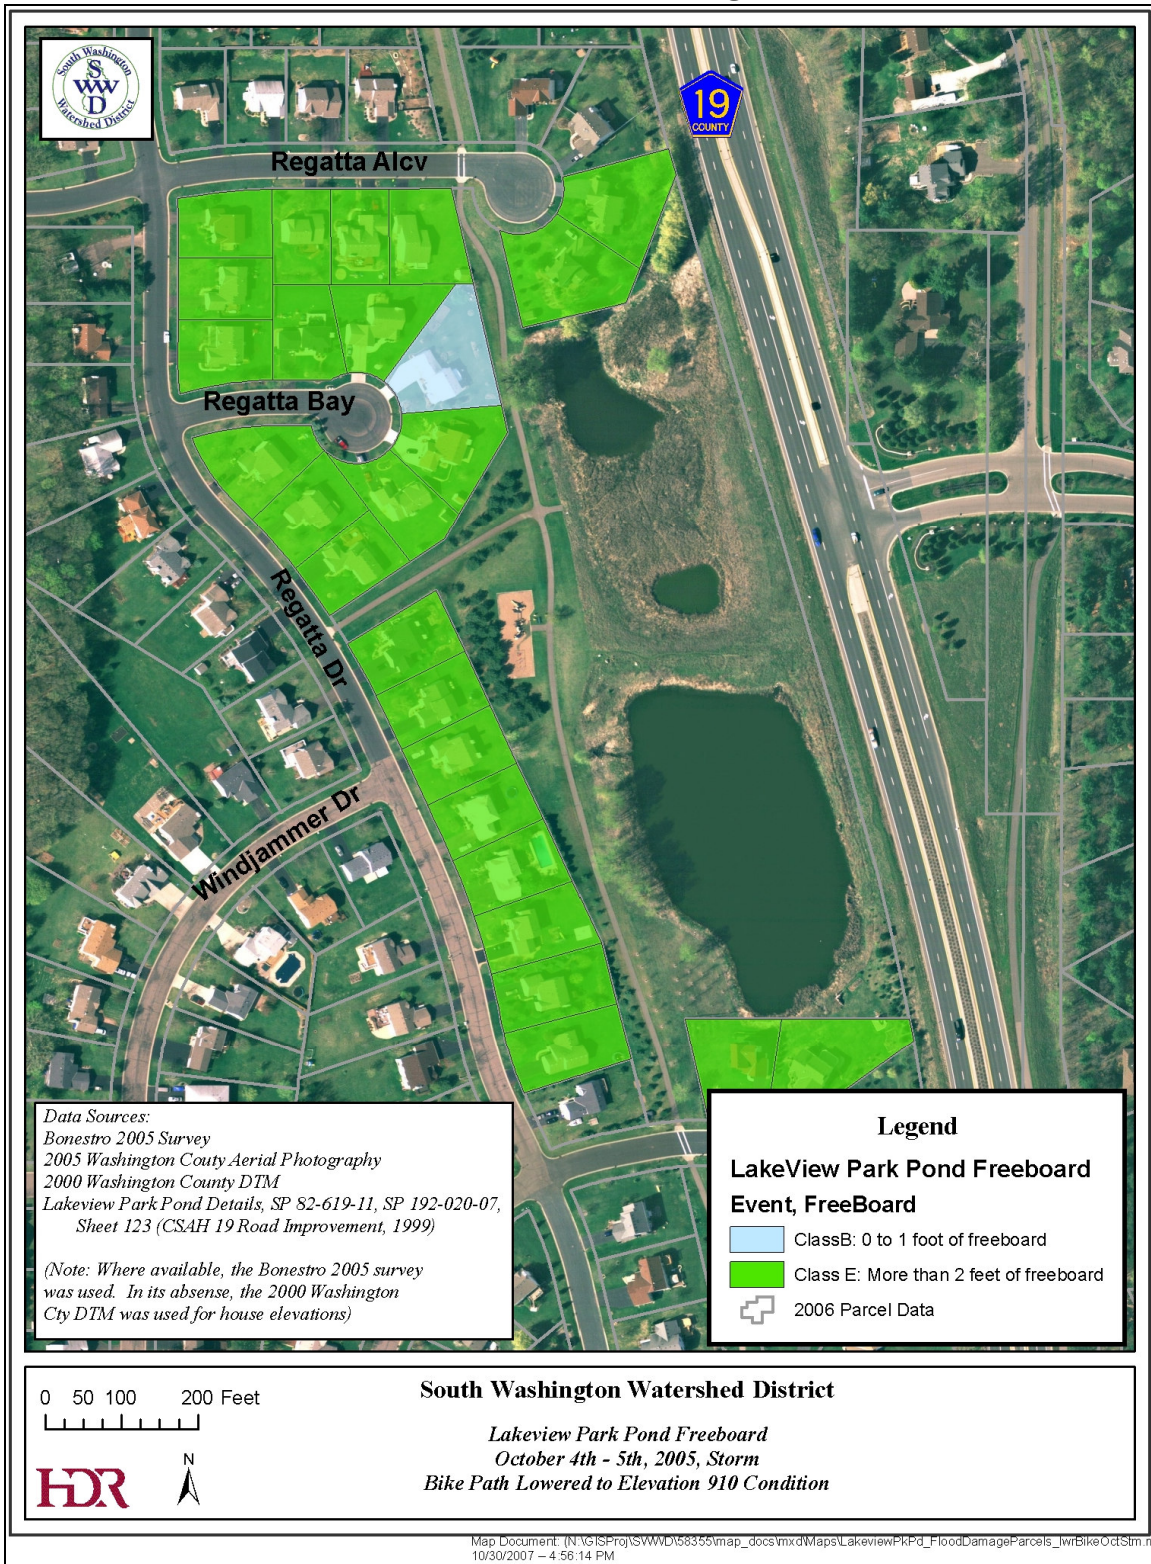 South Washington
SWWD
Watershed District
19
COUNTY
Regatta Alcv
Regatta Bay
Regatta Dr
Windjammer Dr
Data Sources:
Bonestro 2005 Survey
2005 Washington Couty Aerial Photography
2000 Washington County DTM
Lakeview Park Pond Details, SP 82-619-11, SP 192-020-07,
Sheet 123 (CSAH 19 Road Improvement, 1999)
(Note: Where available, the Bonestro 2005 survey
was used. In its absense, the 2000 Washington
Cty DTM was used for house elevations)
Legend
LakeView Park Pond Freeboard
Event, FreeBoard
ClassB: 0 to 1 foot of freeboard
Class E: More than 2 feet of freeboard
2006 Parcel Data
0 50 100 200 Feet
N
HDR
South Washington Watershed District
Lakeview Park Pond Freeboard
October 4th - 5th, 2005, Storm
Bike Path Lowered to Elevation 910 Condition
Map Document: (N:\GISProj\SWWD\58355\map_docs\mxd\Maps\LakeviewPkPd_FloodDamageParcels_lwrBikeOctStm.m
10/30/2007 -- 4:56:14 PM